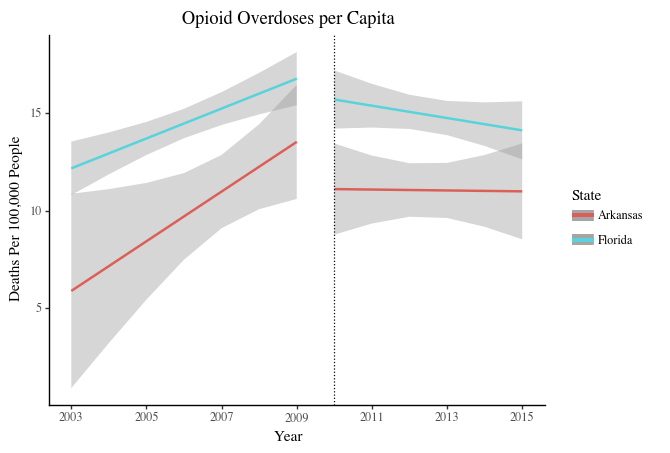 Opioid Overdoses per Capita
Deaths Per 100,000 People
15
10
5
2003 2005 2007 2009 2011 2013 2015
Year
State
Arkansas
Florida